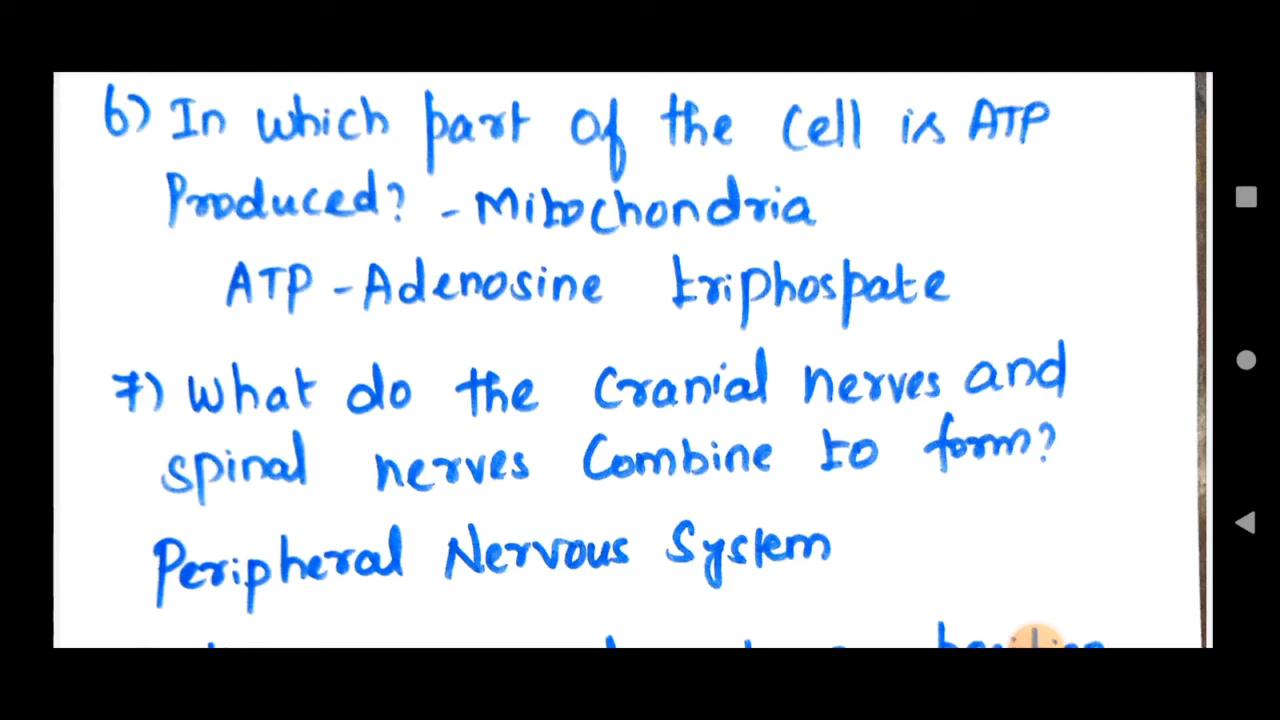 6) In which part of the cell is ATP
Produced? - Mitochondria
ATP - Adenosine triphospate
7) What do the Cranial nerves and
spinal nerves Combine to form?
Peripheral Nervous System